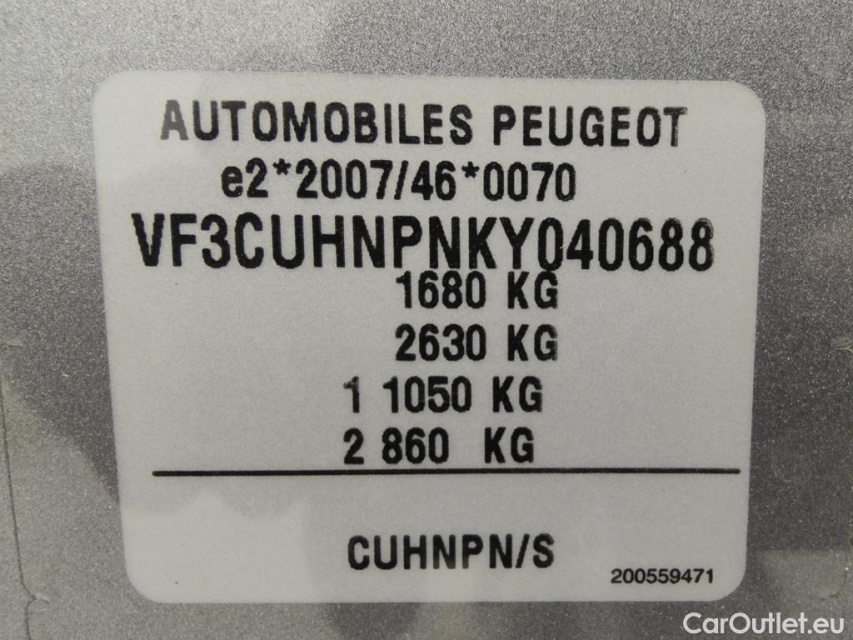 AUTOMOBILES PEUGEOT
e2*2007/46*0070
VF3CUHNPNKY040688
1680 KG
2630 KG
1 1050 KG
2 860 KG
CUHNPN/S
200559471
CarOutlet.eu